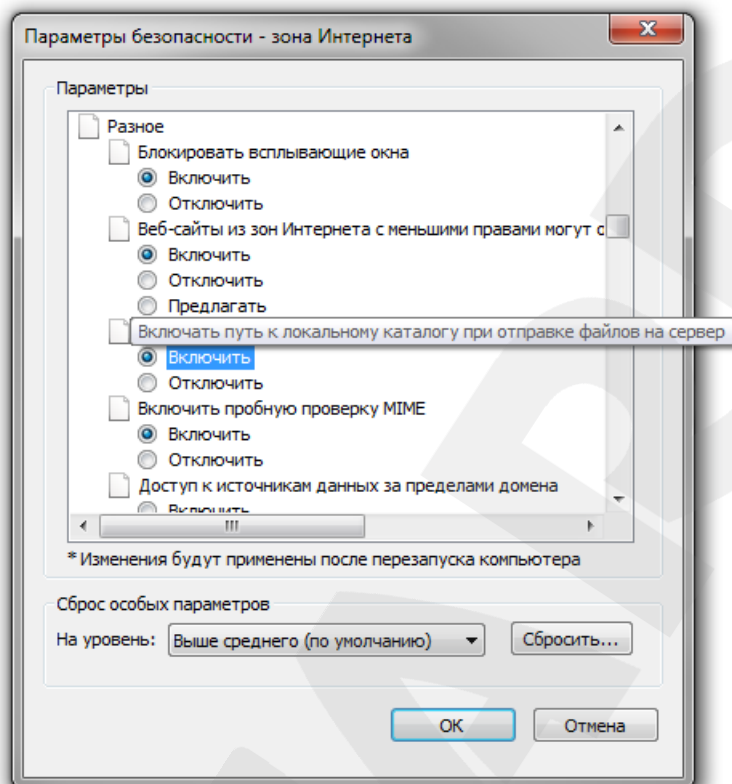 Параметры безопасности - зона Интернета
Параметры
Разное
Блокировать всплывающие окна
Включить
Отключить
Веб-сайты из зон Интернета с меньшими правами могут о
Включить
Отключить
Предлагать
Включать путь к локальному каталогу при отправке файлов на сервер
Включить
Отключить
Включить пробную проверку MIME
Включить
Отключить
Доступ к источникам данных за пределами домена
Включить
* Изменения будут применены после перезапуска компьютера
Сброс особых параметров
На уровень: Выше среднего (по умолчанию) Сбросить...
ОК Отмена